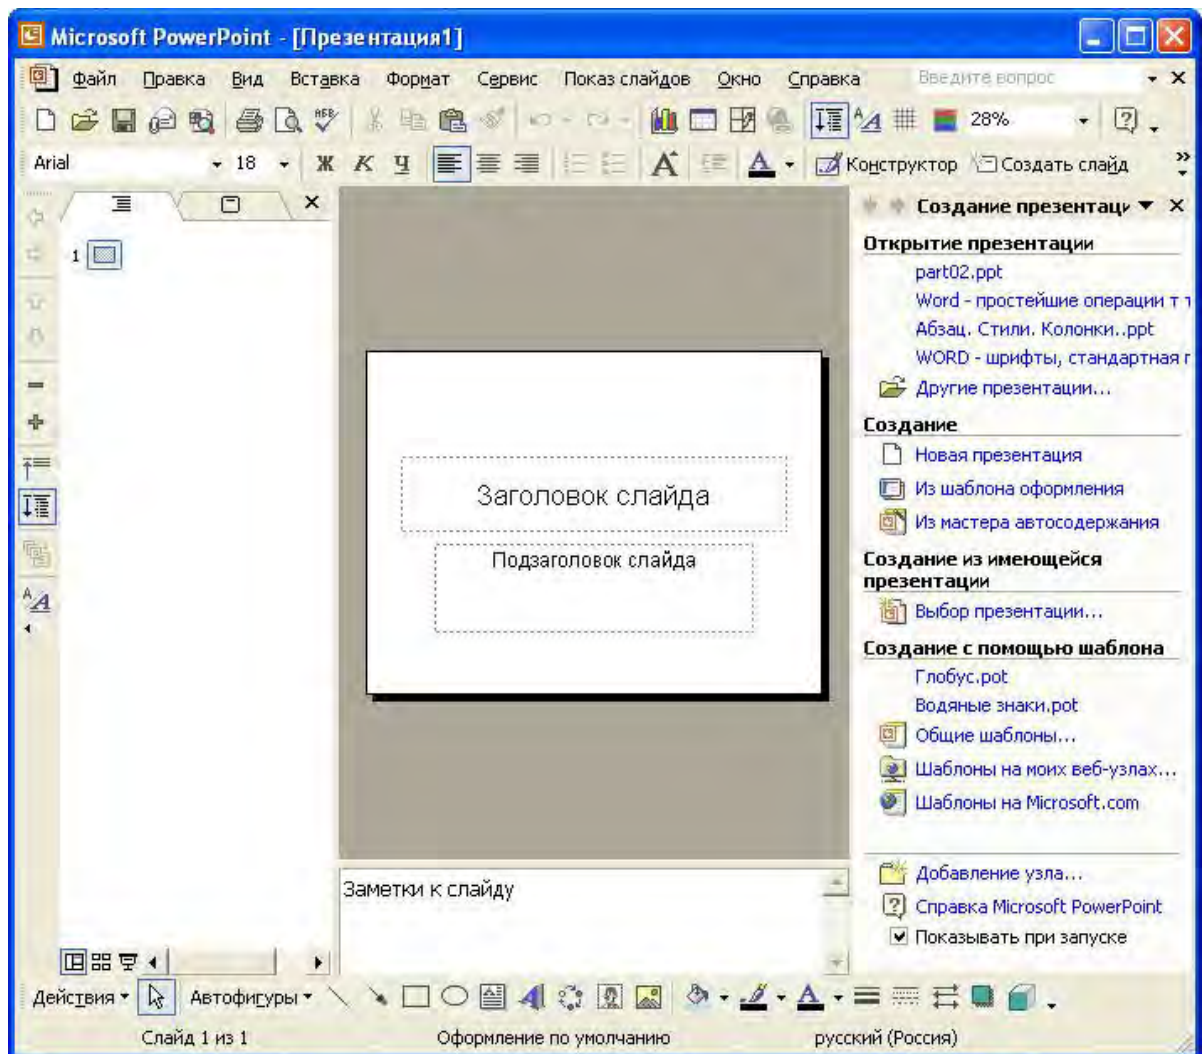 Microsoft PowerPoint - [Презентация1]
Файл Правка Вид Вставка Формат Сервис Показ слайдов Окно Справка Введите вопрос
28%
Arial 18 Ж К Ч Конструктор Создать слайд
Создание презентаци
1
Открытие презентации
part02.ppt
Word - простейшие операции т т
Абзац. Стили. Колонки..ppt
WORD - шрифты, стандартная п
Другие презентации...
Создание
Новая презентация
Из шаблона оформления
Из мастера автосодержания
Создание из имеющейся
презентации
Выбор презентации...
Создание с помощью шаблона
Глобус.pot
Водяные знаки.pot
Общие шаблоны...
Шаблоны на моих веб-узлах...
Шаблоны на Microsoft.com
Добавление узла...
Справка Microsoft PowerPoint
Показывать при запуске
Заголовок слайда
Подзаголовок слайда
Заметки к слайду
Действия Автофигуры
Слайд 1 из 1 Оформление по умолчанию русский (Россия)